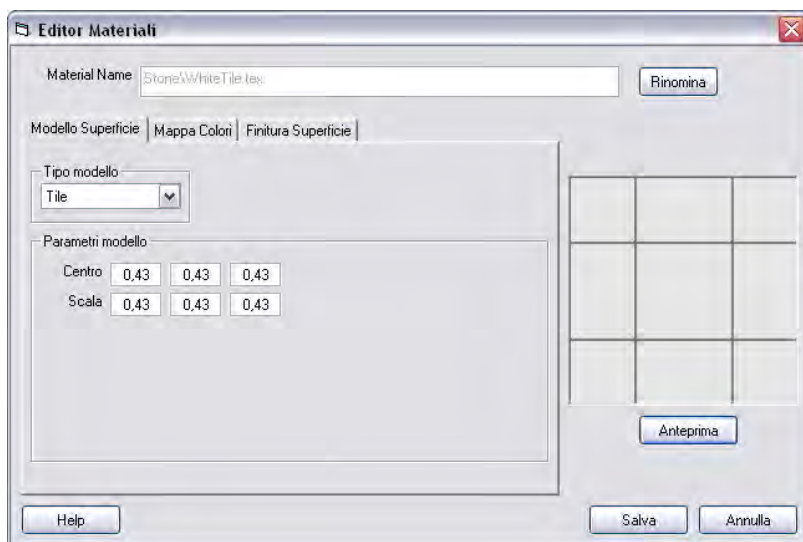 Editor Materiali
Material Name Stone\WhiteTile.tex Rinomina
Modello Superficie Mappa Colori Finitura Superficie
Tipo modello
Tile
Parametri modello
Centro 0,43 0,43 0,43
Scala 0,43 0,43 0,43
Anteprima
Help Salva Annulla